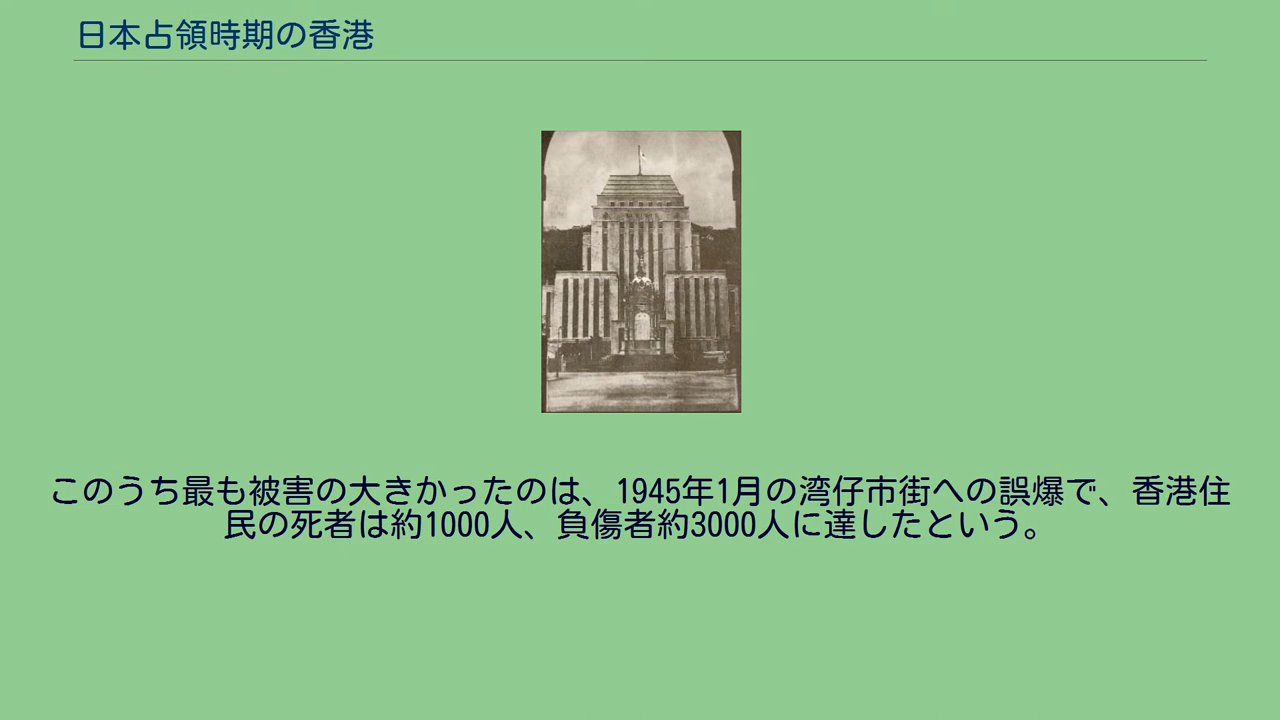 日本占領時期の香港
このうち最も被害の大きかったのは、1945年1月の湾仔市街への誤爆で、香港住
民の死者は約1000人、負傷者約3000人に達したという。